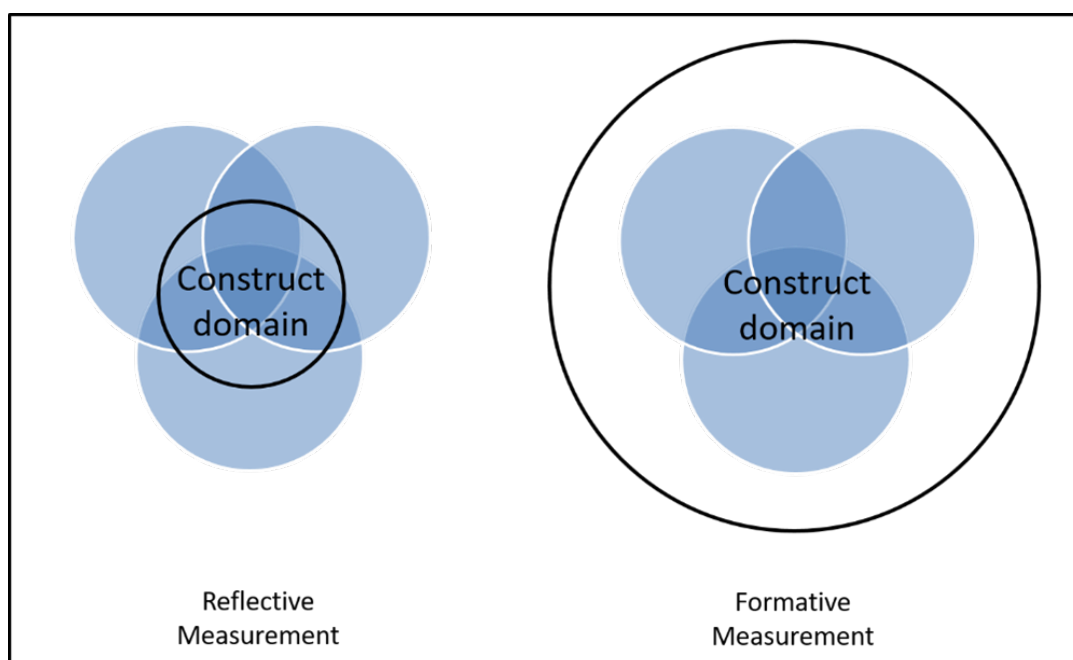 Construct
domain
Construct
domain
Reflective
Measurement
Formative
Measurement